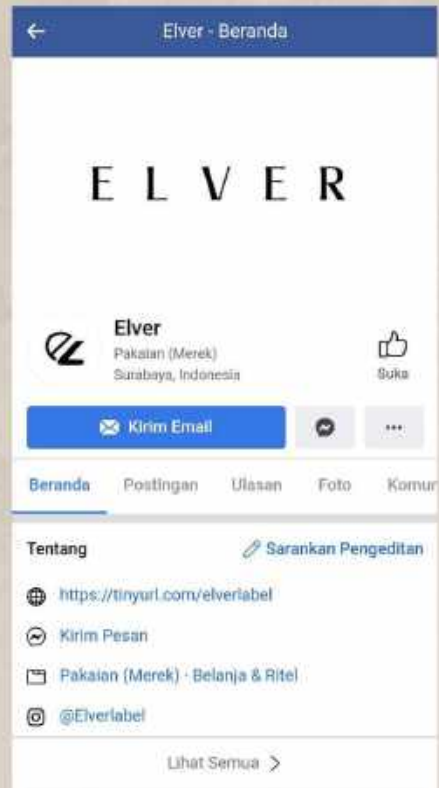 Elver - Beranda
E L V E R
Elver
Pakaian (Merek)
Surabaya, Indonesia
Suka
Kirim Email
Beranda Postingan Ulasan Foto Komur
Tentang Sarankan Pengeditan
https://tinyurl.com/elverlabel
Kirim Pesan
Pakaian (Merek) · Belanja & Ritel
@Elverlabel
Lihat Semua